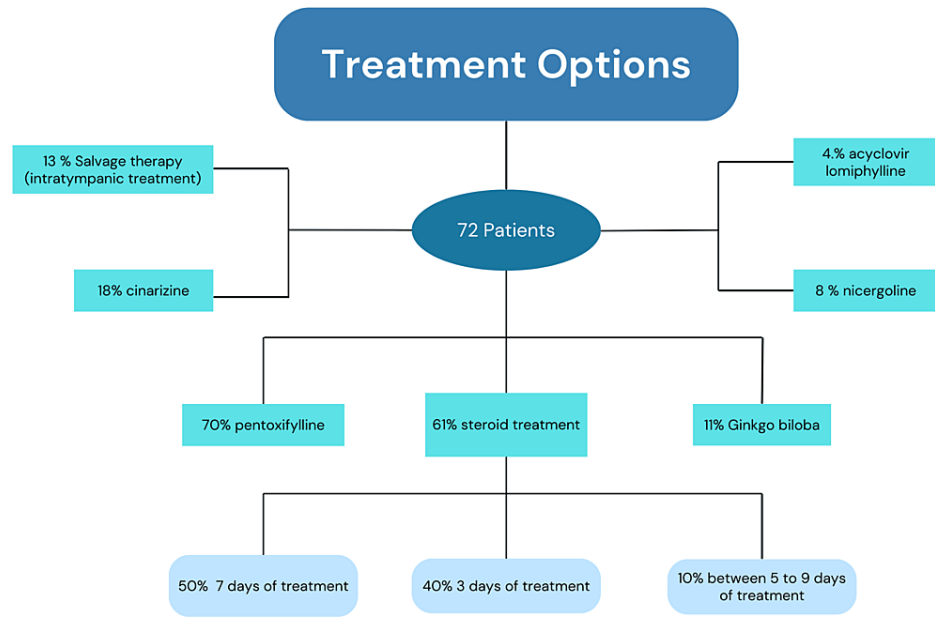 Treatment Options
13 % Salvage therapy
(intratympanic treatment)
4.% acyclovir
lomiphylline
72 Patients
18% cinarizine
8 % nicergoline
70% pentoxifylline
61% steroid treatment
11% Ginkgo biloba
50% 7 days of treatment
40% 3 days of treatment
10% between 5 to 9 days
of treatment